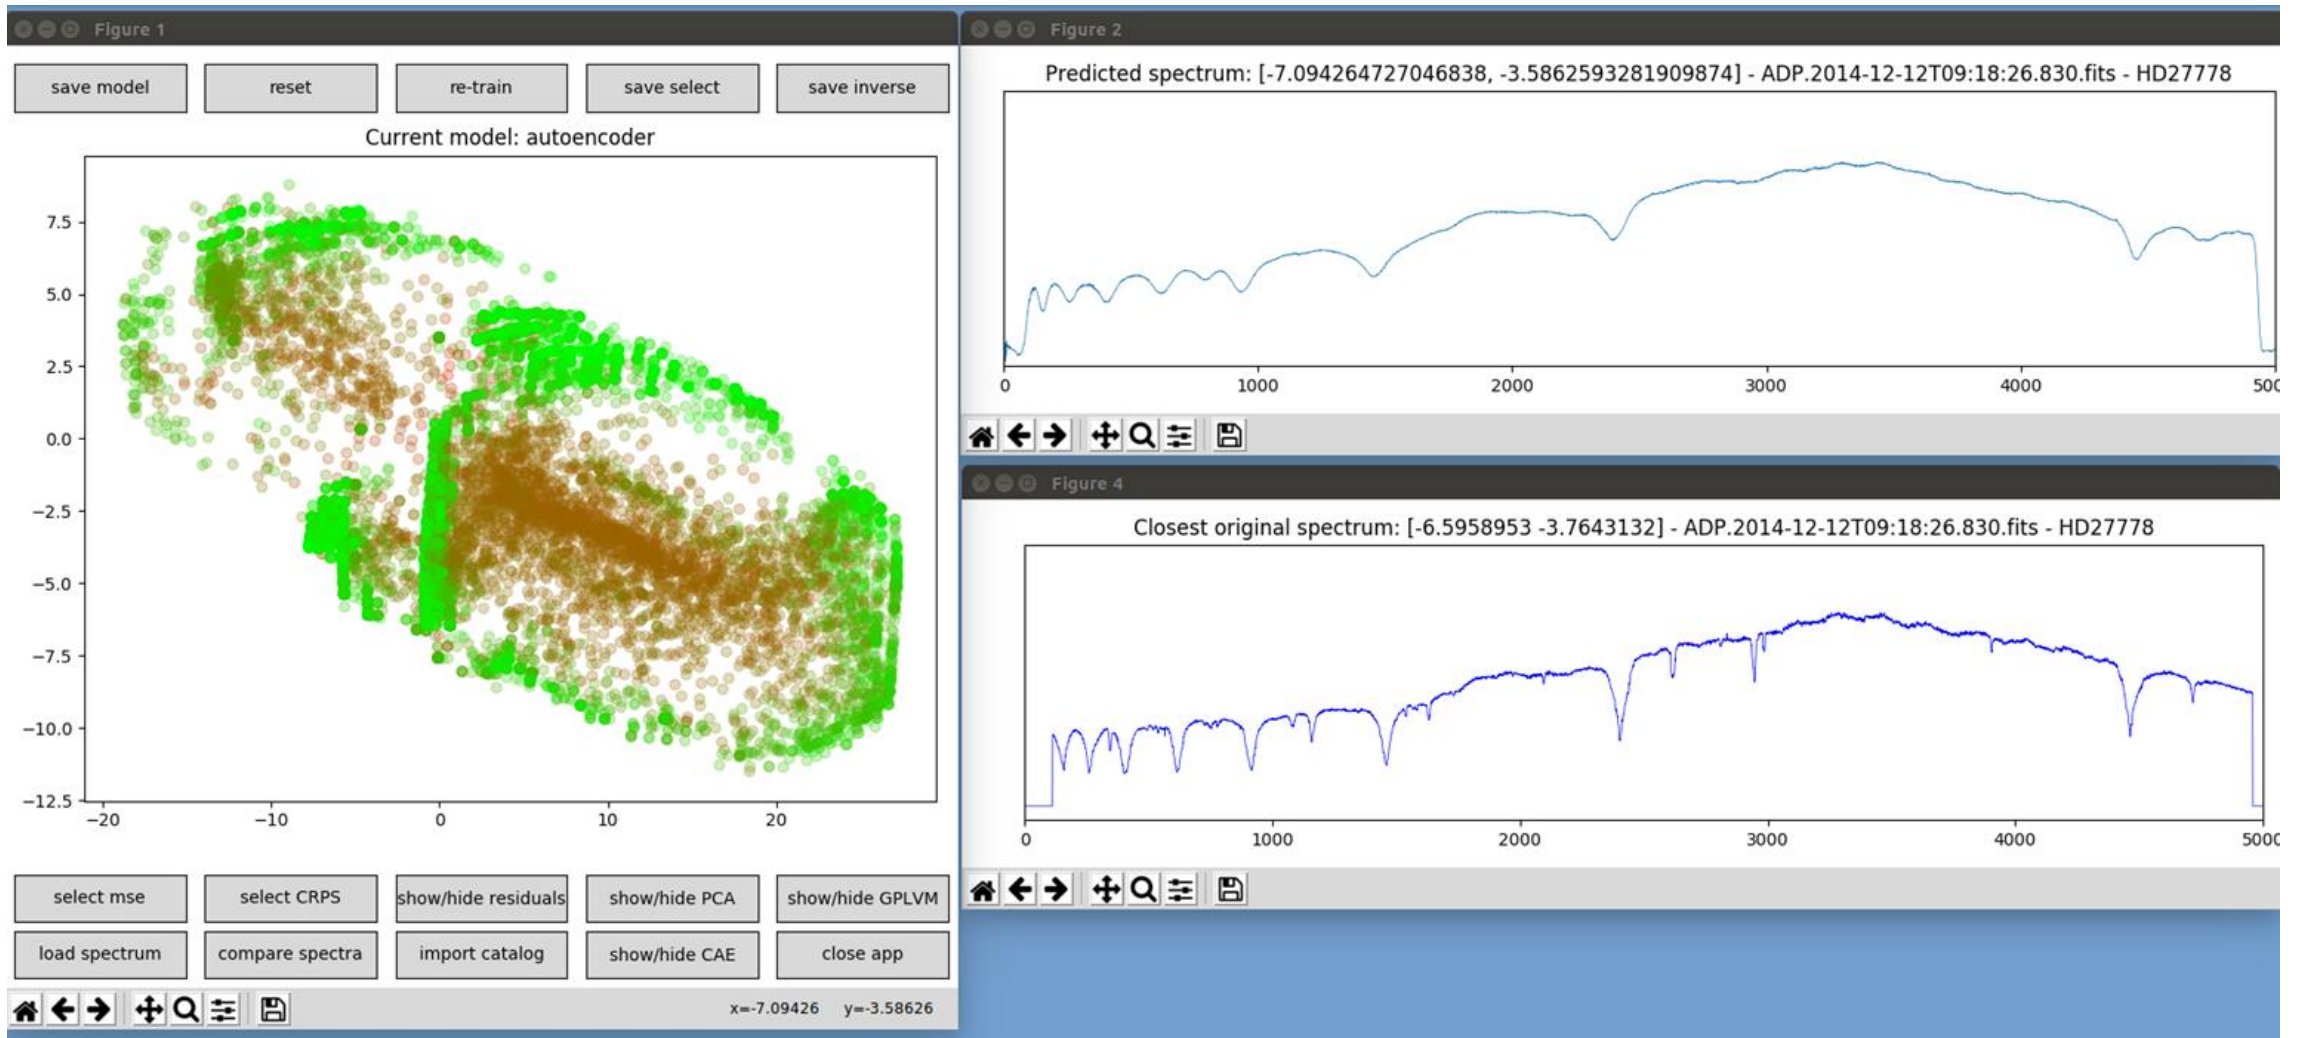 Figure 1
save model
reset
re-train
save select
save inverse
Current model: autoencoder
7.5
5.0
2.5
0.0
−2.5
−5.0
−7.5
−10.0
−12.5
−20
−10
0
10
20
select mse
select CRPS
show/hide residuals
show/hide PCA
show/hide GPLVM
load spectrum
compare spectra
import catalog
show/hide CAE
close app
x=-7.09426 y=-3.58626
Figure 2
Predicted spectrum: [-7.094264727046838, -3.5862593281909874] - ADP.2014-12-12T09:18:26.830.fits - HD27778
0
1000
2000
3000
4000
500
Figure 4
Closest original spectrum: [-6.5958953 -3.7643132] - ADP.2014-12-12T09:18:26.830.fits - HD27778
0
1000
2000
3000
4000
5000